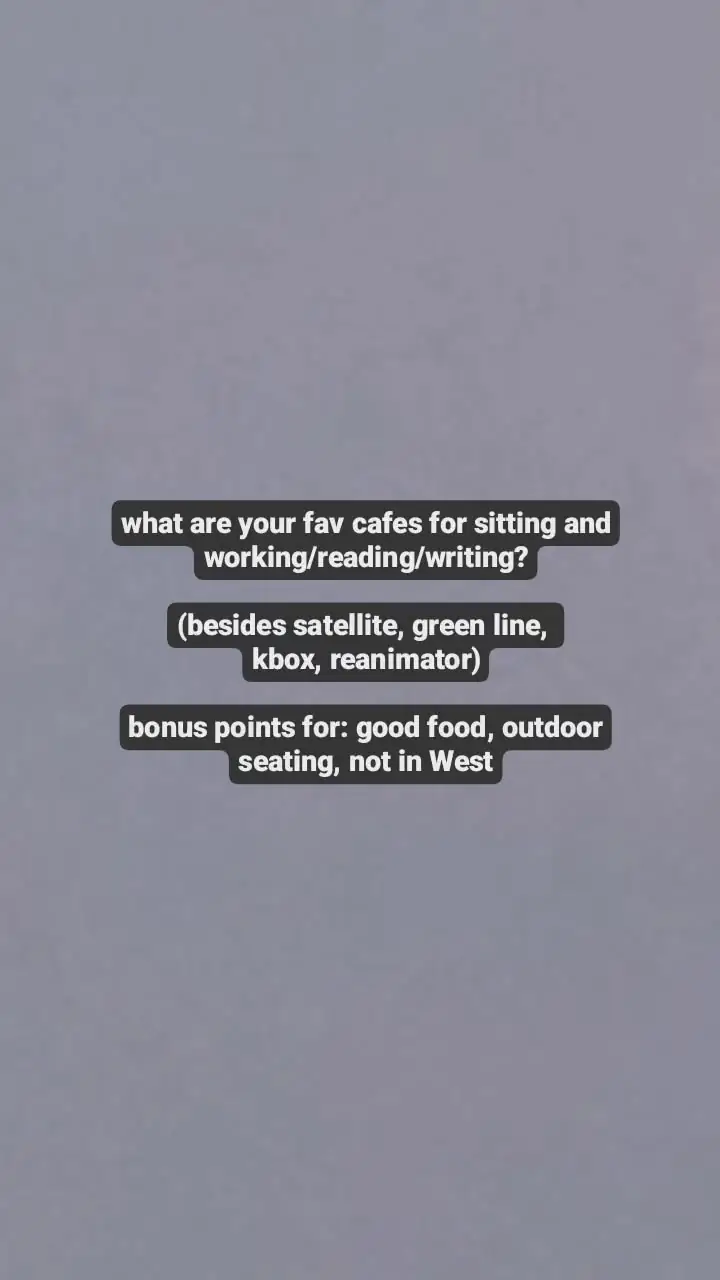 what are your fav cafes for sitting and
working/reading/writing?
(besides satellite, green line,
kbox, reanimator)
bonus points for: good food, outdoor
seating, not in West